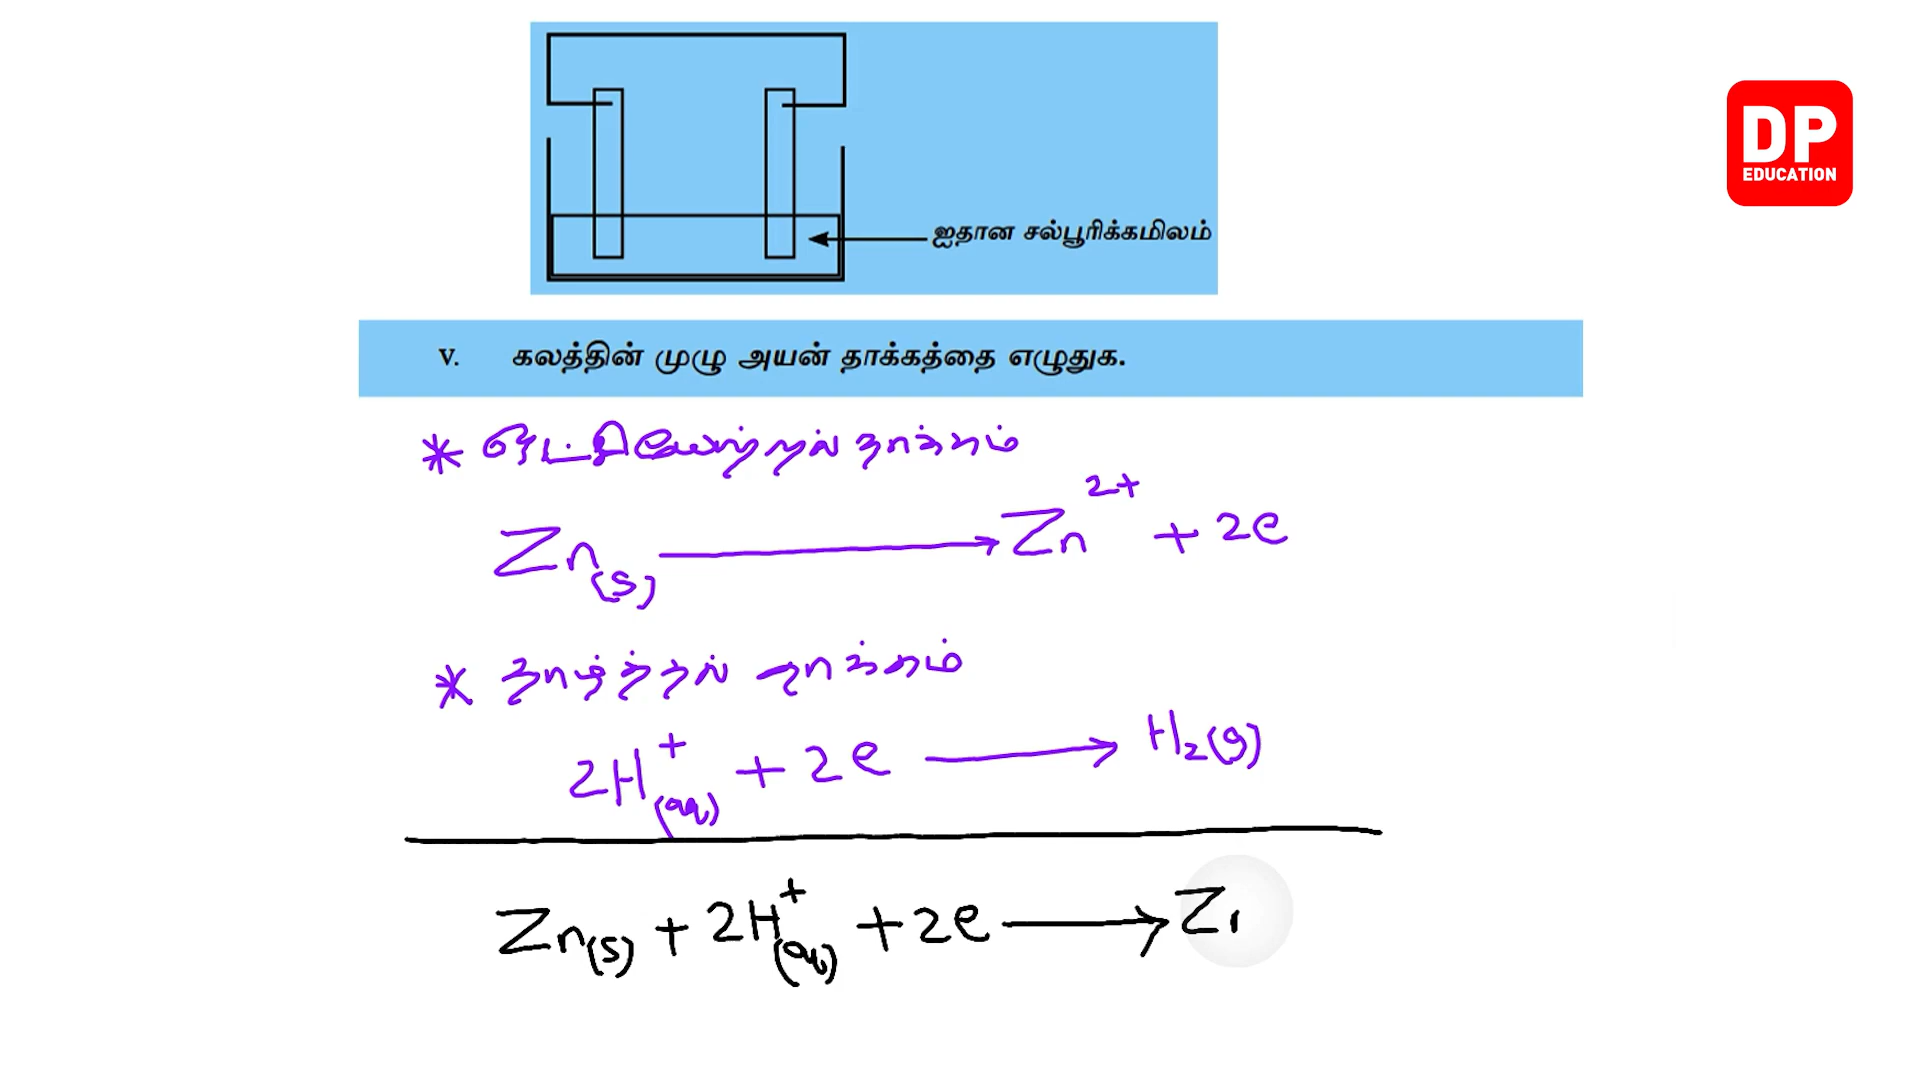 DP
EDUCATION
ஐதான சல்பூரிக்கமிலம்
v. கலத்தின் முழு அயன் தாக்கத்தை எழுதுக.
* ஒட்சியேற்றல் தாக்கம்
Zn(s) ⟶ Zn²⁺ + 2e
* தாழ்த்தல் தாக்கம்
2H⁺(aq) + 2e ⟶ H₂(g)
Zn(s) + 2H⁺(aq) + 2e ⟶ Zn